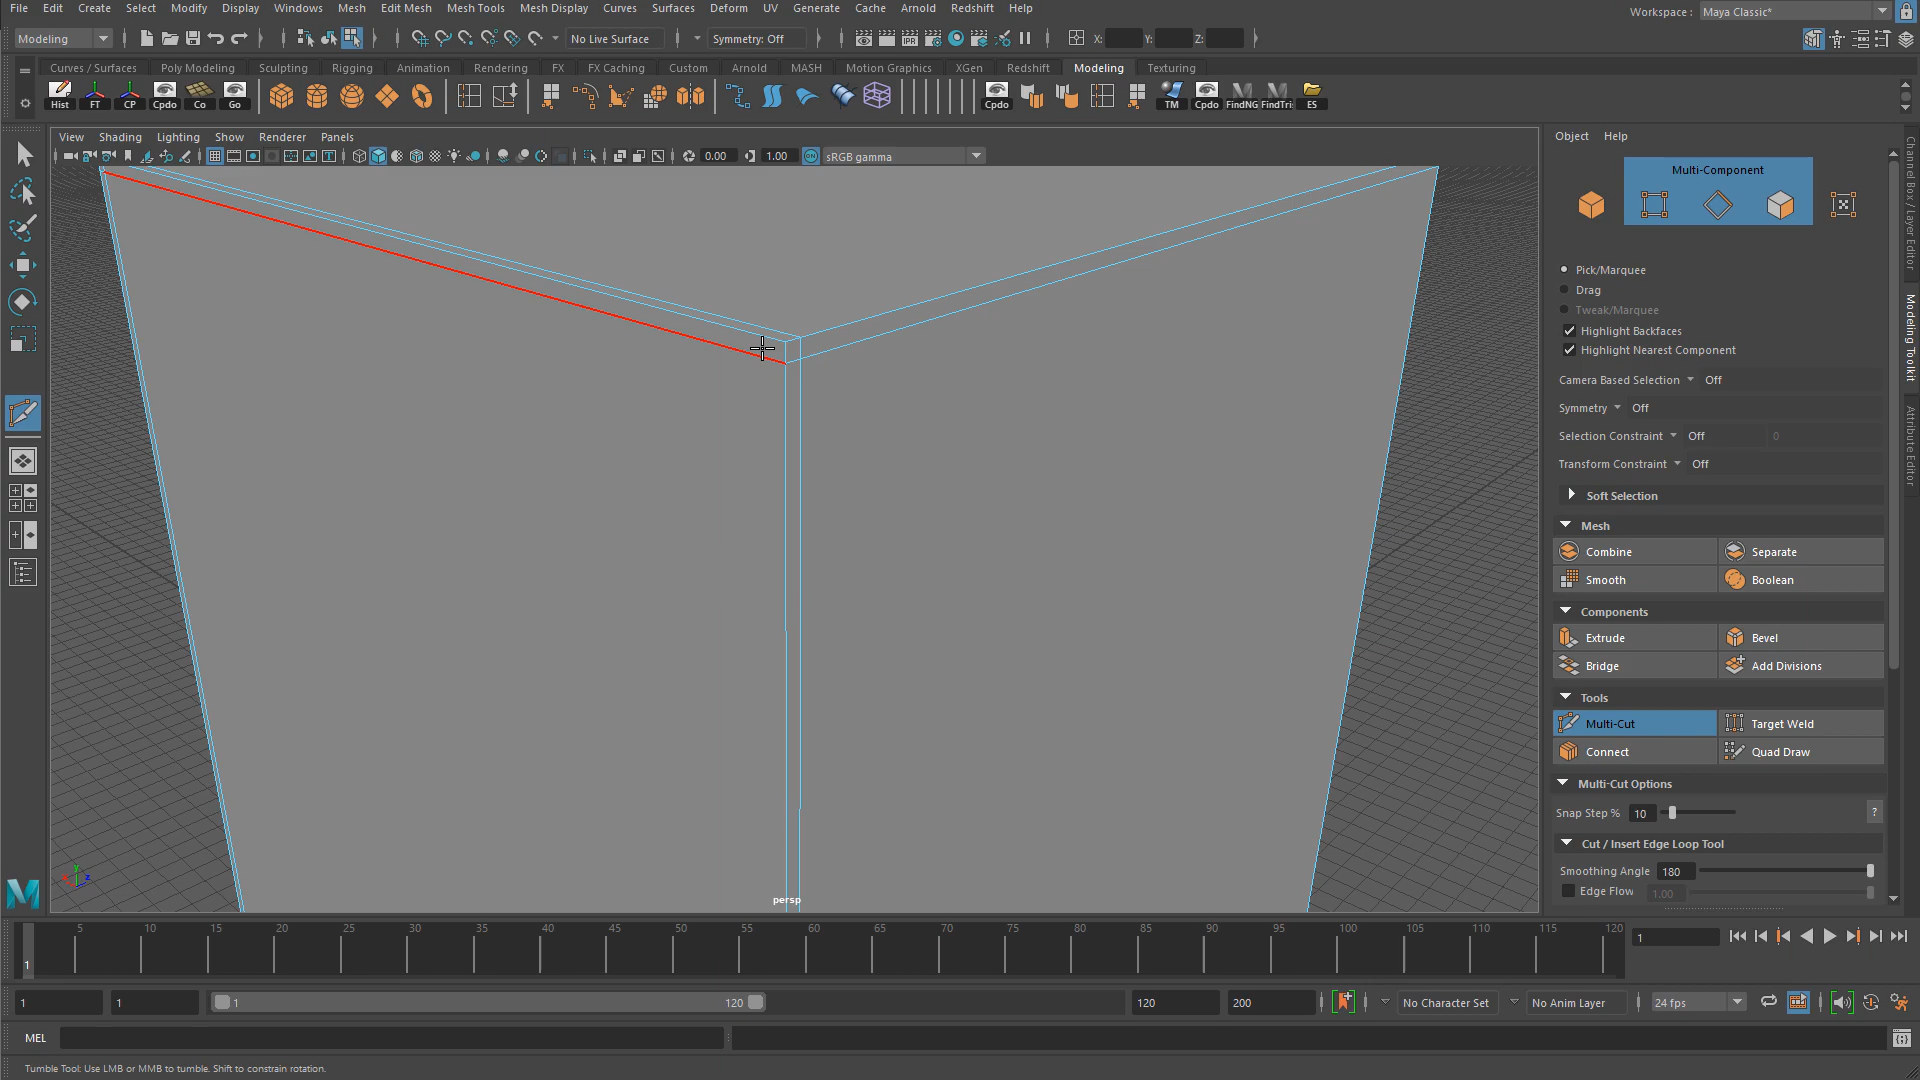 File Edit Create Select Modify Display Windows Mesh Edit Mesh Mesh Tools Mesh Display Curves Surfaces Deform UV Generate Cache Arnold Redshift Help
Workspace : Maya Classic*
Modeling No Live Surface Symmetry: Off X: Y: Z:
Curves / Surfaces Poly Modeling Sculpting Rigging Animation Rendering FX FX Caching Custom Arnold MASH Motion Graphics XGen Redshift Modeling Texturing
Hist FT CP Cpdo Co Go Cpdo TM Cpdo FindNG FindTri ES
View Shading Lighting Show Renderer Panels
0.00 1.00 ON sRGB gamma
Object Help
Multi-Component
Pick/Marquee
Drag
Tweak/Marquee
Highlight Backfaces
Highlight Nearest Component
Camera Based Selection Off
Symmetry Off
Selection Constraint Off 0
Transform Constraint Off
Soft Selection
Mesh
Combine Separate
Smooth Boolean
Components
Extrude Bevel
Bridge Add Divisions
Tools
Multi-Cut Target Weld
Connect Quad Draw
Multi-Cut Options
Snap Step % 10 ?
Cut / Insert Edge Loop Tool
Smoothing Angle 180
Edge Flow 1.00
Channel Box / Layer Editor
Modeling Toolkit
Attribute Editor
y x z
persp
5 10 15 20 25 30 35 40 45 50 55 60 65 70 75 80 85 90 95 100 105 110 115 120
1 1
1 1 1 120 120 200 No Character Set No Anim Layer 24 fps
MEL
Tumble Tool: Use LMB or MMB to tumble. Shift to constrain rotation.